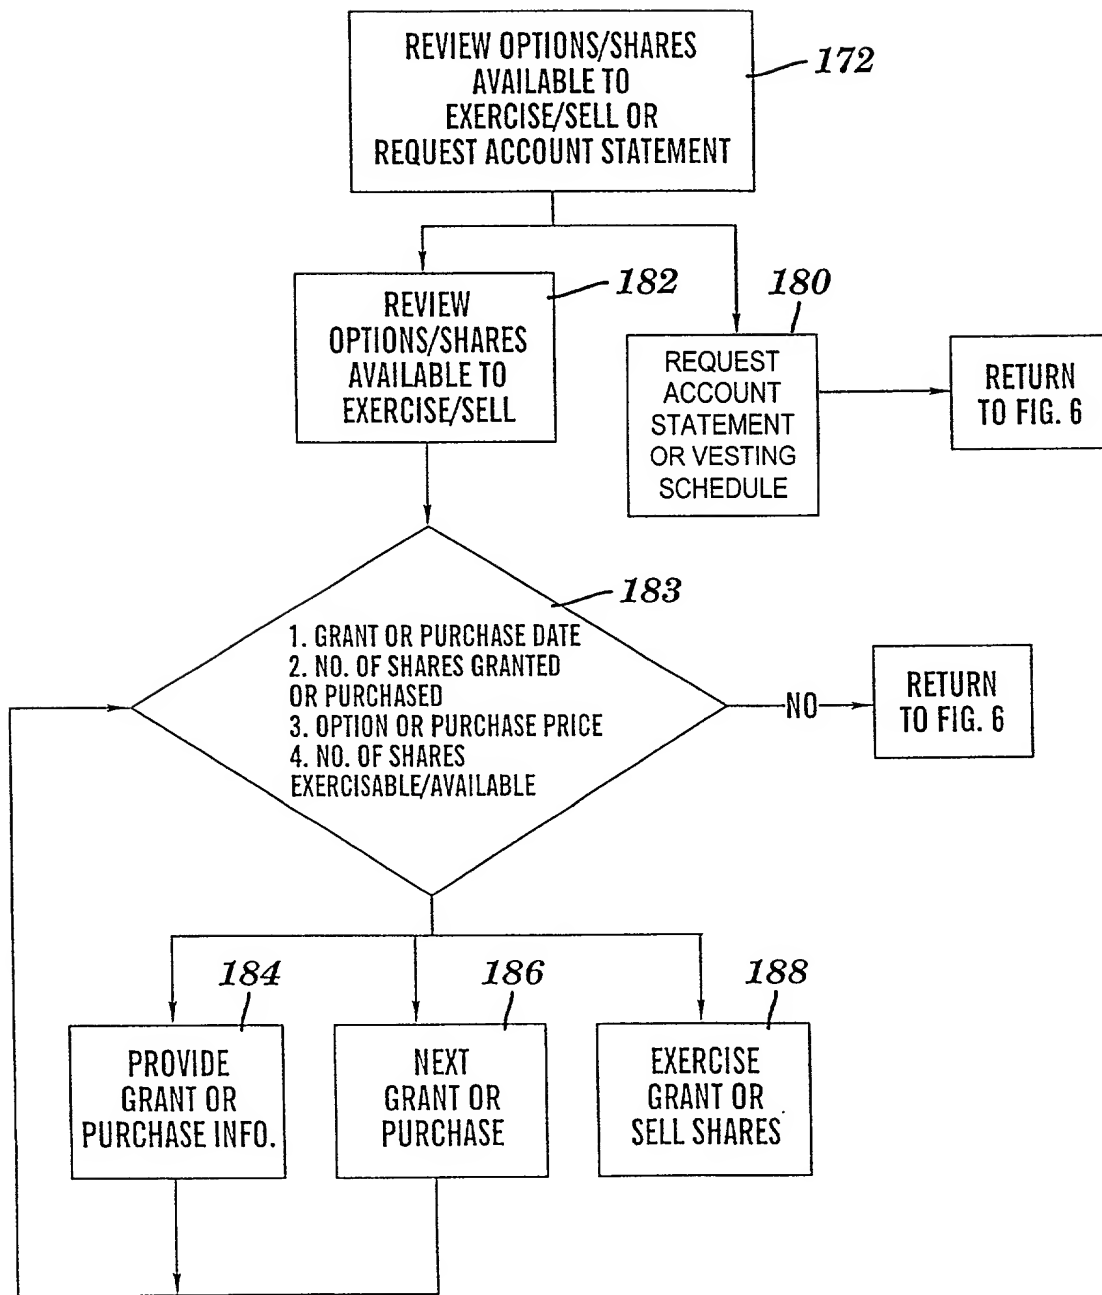 REVIEW OPTIONS/SHARES
AVAILABLE TO
EXERCISE/SELL OR
REQUEST ACCOUNT STATEMENT
172
REVIEW
OPTIONS/SHARES
AVAILABLE TO
EXERCISE/SELL
182
180
REQUEST
ACCOUNT
STATEMENT
OR VESTING
SCHEDULE
RETURN
TO FIG. 6
183
1. GRANT OR PURCHASE DATE
2. NO. OF SHARES GRANTED
OR PURCHASED
3. OPTION OR PURCHASE PRICE
4. NO. OF SHARES
EXERCISABLE/AVAILABLE
NO
RETURN
TO FIG. 6
184
PROVIDE
GRANT OR
PURCHASE INFO.
186
NEXT
GRANT OR
PURCHASE
188
EXERCISE
GRANT OR
SELL SHARES